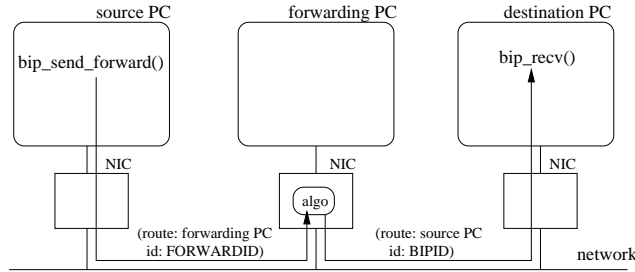 source PC
forwarding PC
destination PC
bip_send_forward()
bip_recv()
NIC
NIC
NIC
algo
(route: forwarding PC
id: FORWARDID)
(route: source PC
id: BIPID)
network